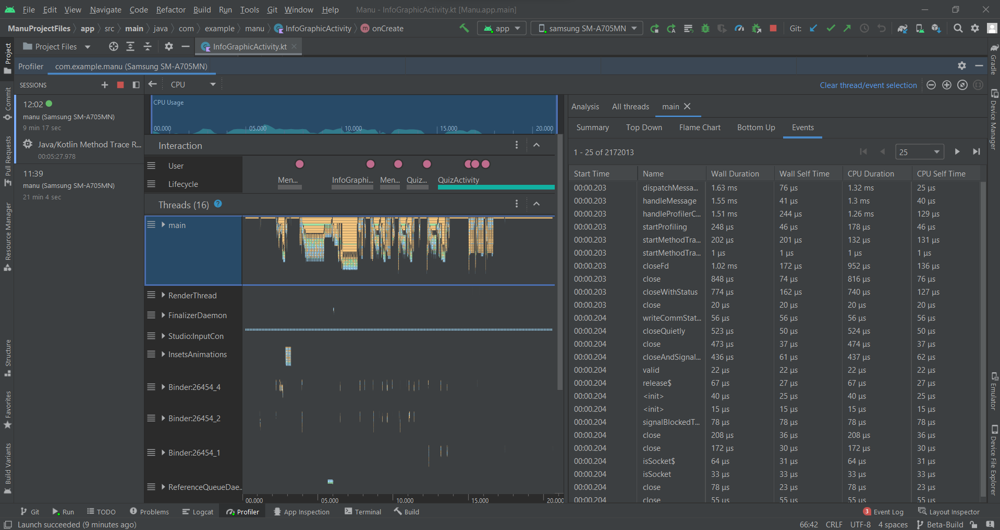 File Edit View Navigate Code Refactor Build Run Tools Git Window Help Manu - InfoGraphicActivity.kt [Manu.app.main]
ManuProjectFiles app src main java com example manu InfoGraphicActivity m onCreate app samsung SM-A705MN Git:
Project Files InfoGraphicActivity.kt
Profiler com.example.manu (Samsung SM-A705MN)
SESSIONS CPU Clear thread/event selection
12:02
manu (Samsung SM-A705MN)
9 min 17 sec
Java/Kotlin Method Trace R...
00:05:27.978
11:39
manu (Samsung SM-A705MN)
21 min 4 sec
CPU Usage
00.000 05.000 10.000 15.000 20.000
Interaction
User
Lifecycle
Men... InfoGraphi... Men... Quiz... QuizActivity
Threads (16) ?
main
RenderThread
FinalizerDaemon
Studio:InputCon
InsetsAnimations
Binder:26454_4
Binder:26454_2
Binder:26454_1
ReferenceQueueDae...
00.000 05.000 10.000 15.000 20.000
Analysis All threads main
Summary Top Down Flame Chart Bottom Up Events
1 - 25 of 2172013 25
Start Time Name Wall Duration Wall Self Time CPU Duration CPU Self Time
00:00.203 dispatchMessa... 1.63 ms 76 μs 1.32 ms 25 μs
00:00.203 handleMessage 1.55 ms 41 μs 1.3 ms 40 μs
00:00.203 handleProfilerC... 1.51 ms 244 μs 1.26 ms 129 μs
00:00.203 startProfiling 248 μs 46 μs 178 μs 46 μs
00:00.203 startMethodTra... 202 μs 201 μs 132 μs 131 μs
00:00.203 startMethodTra... 1 μs 1 μs 1 μs 1 μs
00:00.203 closeFd 1.02 ms 172 μs 952 μs 136 μs
00:00.203 close 848 μs 74 μs 816 μs 76 μs
00:00.203 closeWithStatus 774 μs 162 μs 740 μs 127 μs
00:00.203 close 20 μs 20 μs 20 μs 20 μs
00:00.204 writeCommStat... 56 μs 56 μs 56 μs 56 μs
00:00.204 closeQuietly 523 μs 50 μs 524 μs 50 μs
00:00.204 close 473 μs 37 μs 474 μs 37 μs
00:00.204 closeAndSignal... 436 μs 61 μs 437 μs 62 μs
00:00.204 valid 22 μs 22 μs 22 μs 22 μs
00:00.204 release$ 67 μs 27 μs 67 μs 27 μs
00:00.204 <init> 40 μs 25 μs 40 μs 25 μs
00:00.204 <init> 15 μs 15 μs 15 μs 15 μs
00:00.204 signalBlockedT... 78 μs 78 μs 78 μs 78 μs
00:00.204 close 208 μs 36 μs 208 μs 36 μs
00:00.204 close 172 μs 30 μs 172 μs 30 μs
00:00.204 isSocket$ 64 μs 31 μs 64 μs 31 μs
00:00.204 isSocket 33 μs 33 μs 33 μs 33 μs
00:00.204 close 78 μs 23 μs 78 μs 23 μs
00:00.204 close 55 μs 55 μs 55 μs 55 μs
Project
Commit
Pull Requests
Resource Manager
Structure
Favorites
Build Variants
Gradle
Device Manager
Emulator
Device File Explorer
Git Run TODO Problems Logcat Profiler App Inspection Terminal Build 3 Event Log Layout Inspector
Launch succeeded (9 minutes ago) 66:42 CRLF UTF-8 4 spaces Beta-Build